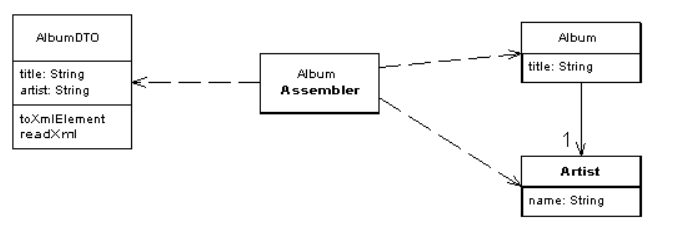 AlbumDTO
title: String
artist: String
toXmlElement
readXml
Album
Assembler
Album
title: String
1
Artist
name: String